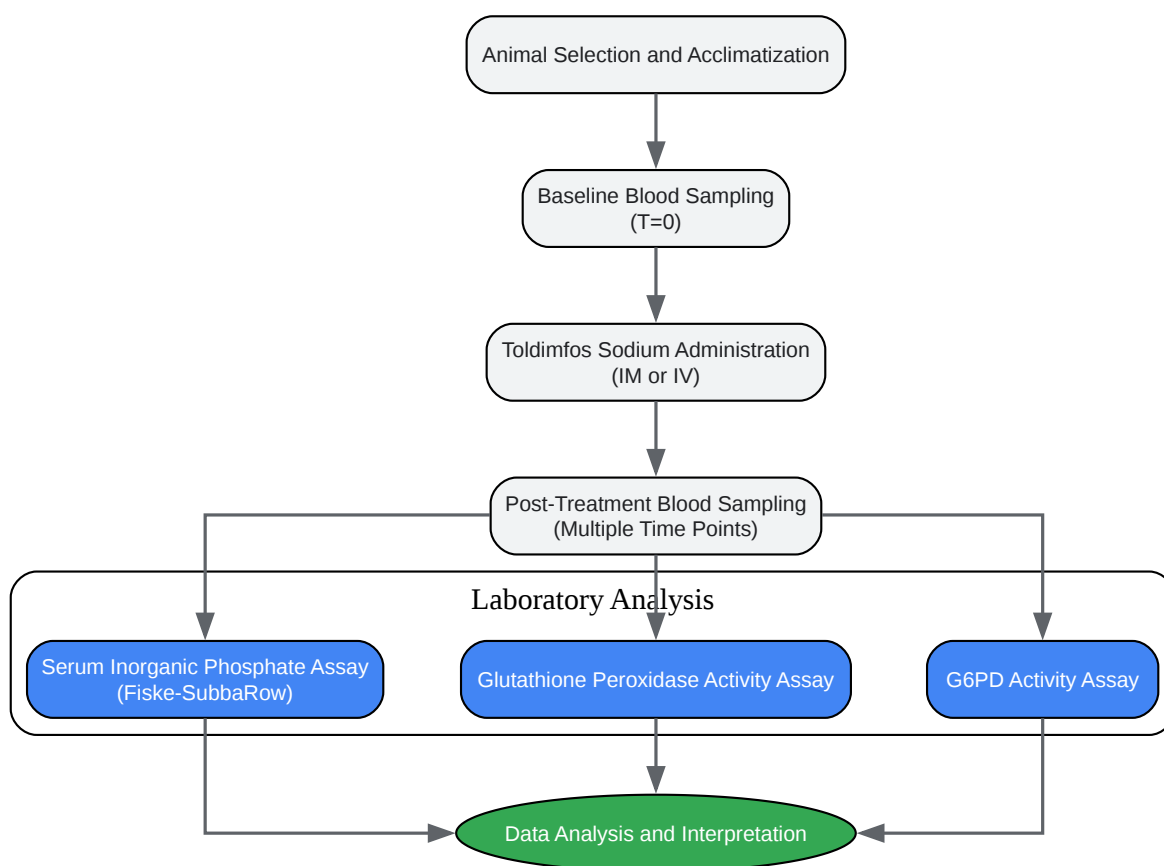 Animal Selection and Acclimatization
Baseline Blood Sampling
(T=0)
Toldimfos Sodium Administration
(IM or IV)
Post-Treatment Blood Sampling
(Multiple Time Points)
Laboratory Analysis
Serum Inorganic Phosphate Assay
(Fiske-SubbaRow)
Glutathione Peroxidase Activity Assay
G6PD Activity Assay
Data Analysis and Interpretation